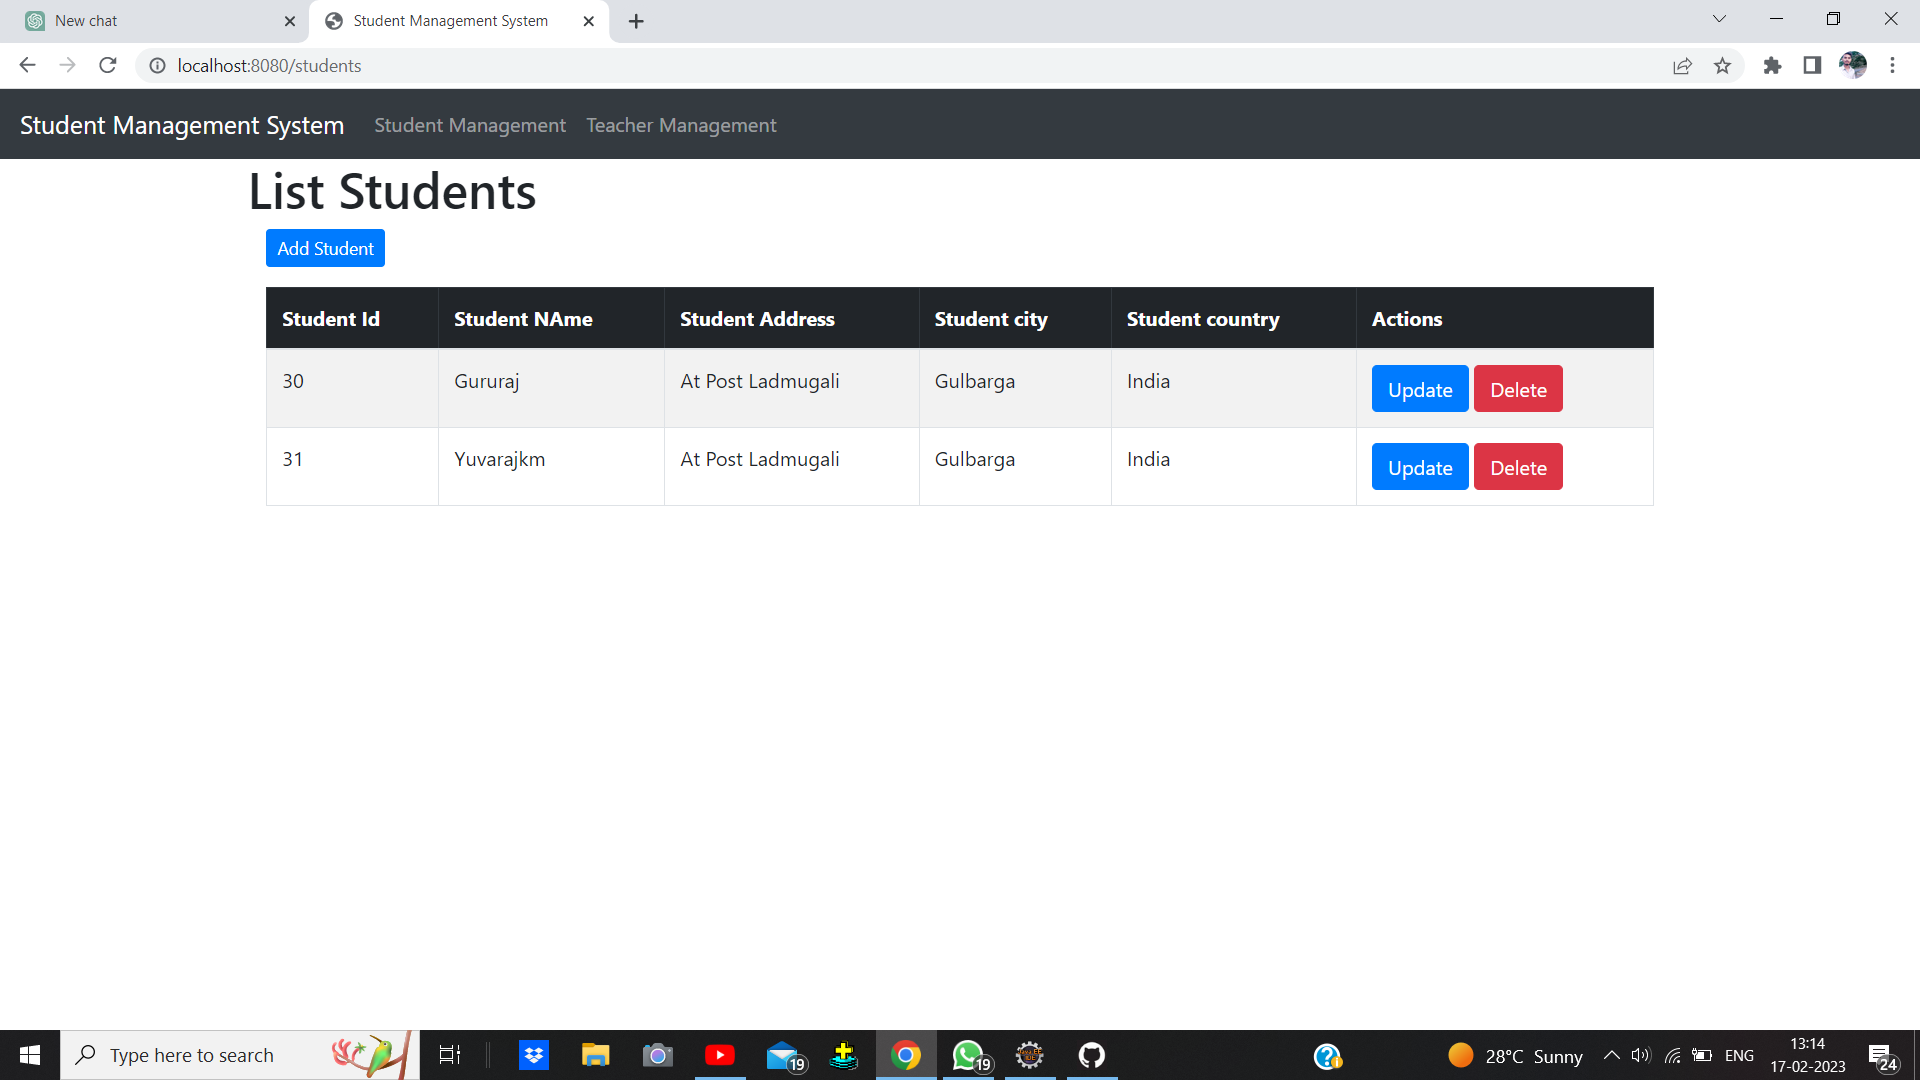 New chat
Student Management System
localhost:8080/students
Student Management System Student Management Teacher Management
List Students
Add Student
Student Id Student NAme Student Address Student city Student country Actions
30 Gururaj At Post Ladmugali Gulbarga India Update Delete
31 Yuvarajkm At Post Ladmugali Gulbarga India Update Delete
Type here to search
19
19
28°C Sunny
ENG
13:14
17-02-2023
24